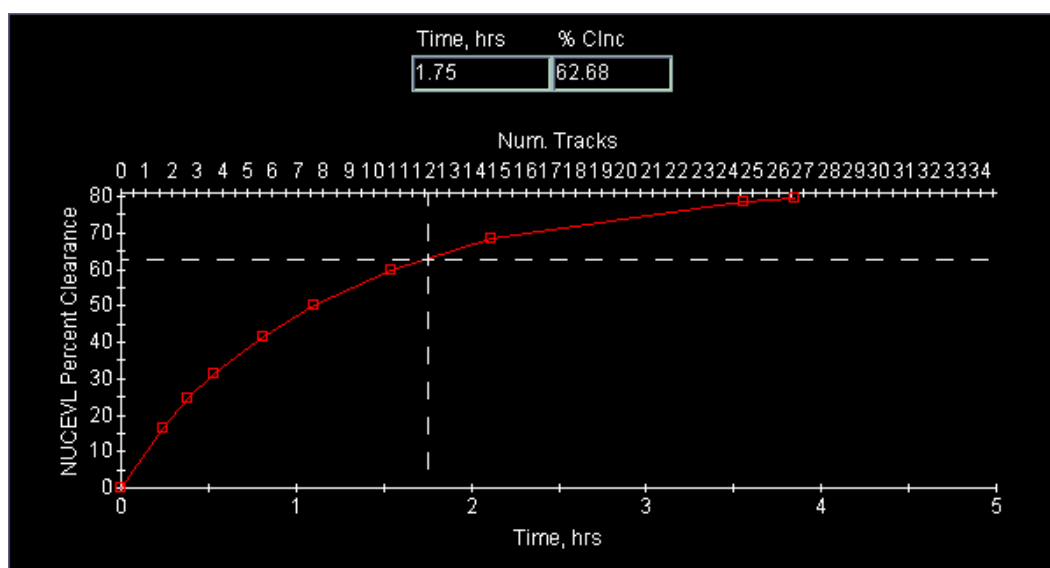 Time, hrs % Clnc
1.75 62.68
Num. Tracks
0 1 2 3 4 5 6 7 8 9 10 11 12 13 14 15 16 17 18 19 20 21 22 23 24 25 26 27 28 29 30 31 32 33 34
80
70
60
50
40
30
20
10
0
NUCEVL Percent Clearance
0 1 2 3 4 5
Time, hrs